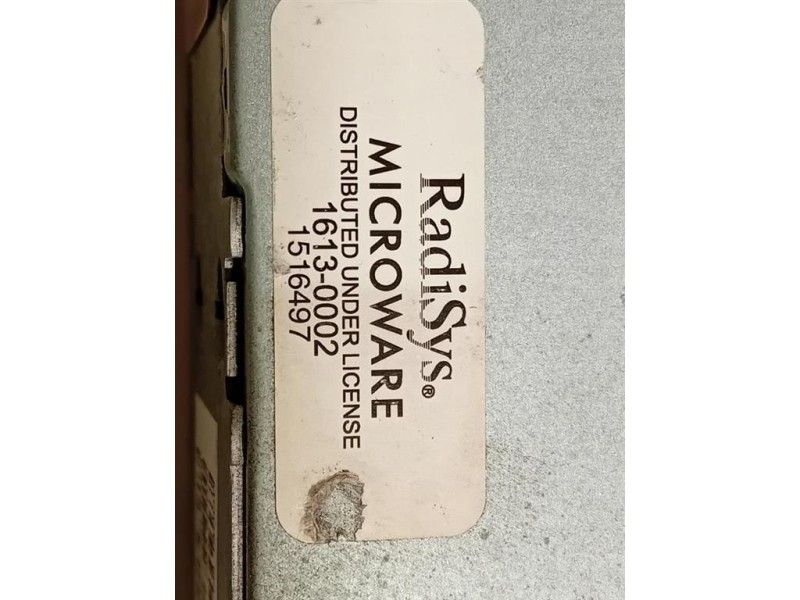 RadiSys®
MICROWARE
DISTRIBUTED UNDER LICENSE
1613-0002
1516497